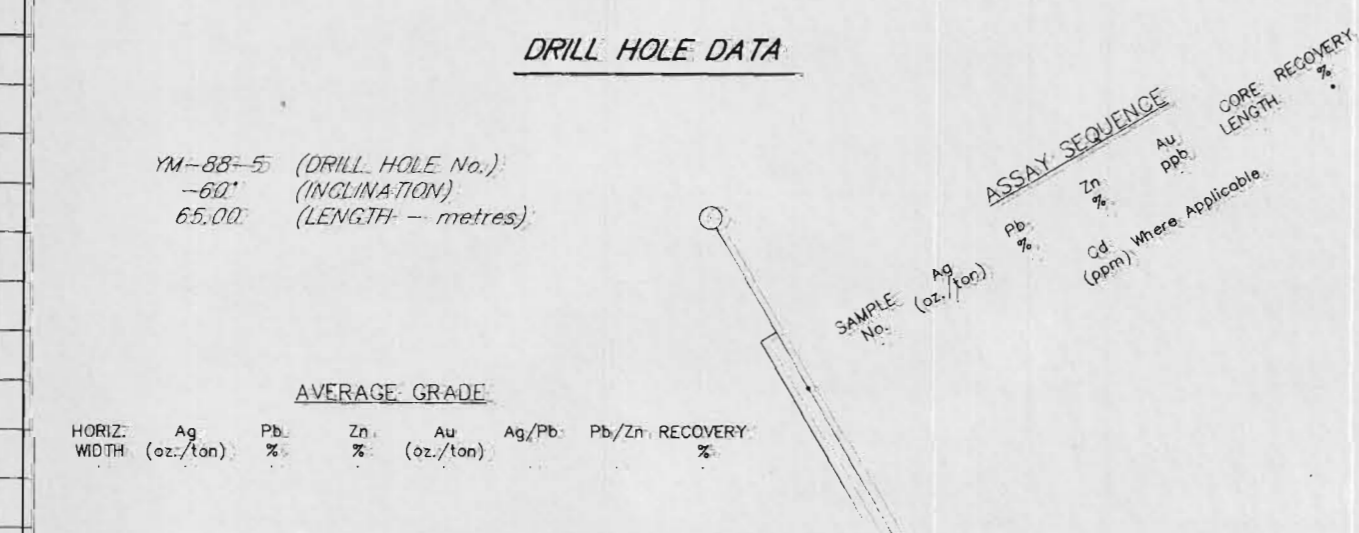 DRILL HOLE DATA
YM-88-5 (DRILL HOLE No.)
-60° (INCLINATION)
65.00 (LENGTH - metres)
ASSAY SEQUENCE
SAMPLE Ag Pb Zn Au CORE RECOVERY
No. (oz./ton) % % ppb LENGTH %
Cd
(ppm) Where Applicable
AVERAGE GRADE
HORIZ. Ag Pb Zn Au Ag/Pb Pb/Zn RECOVERY
WIDTH (oz./ton) % % (oz./ton) %